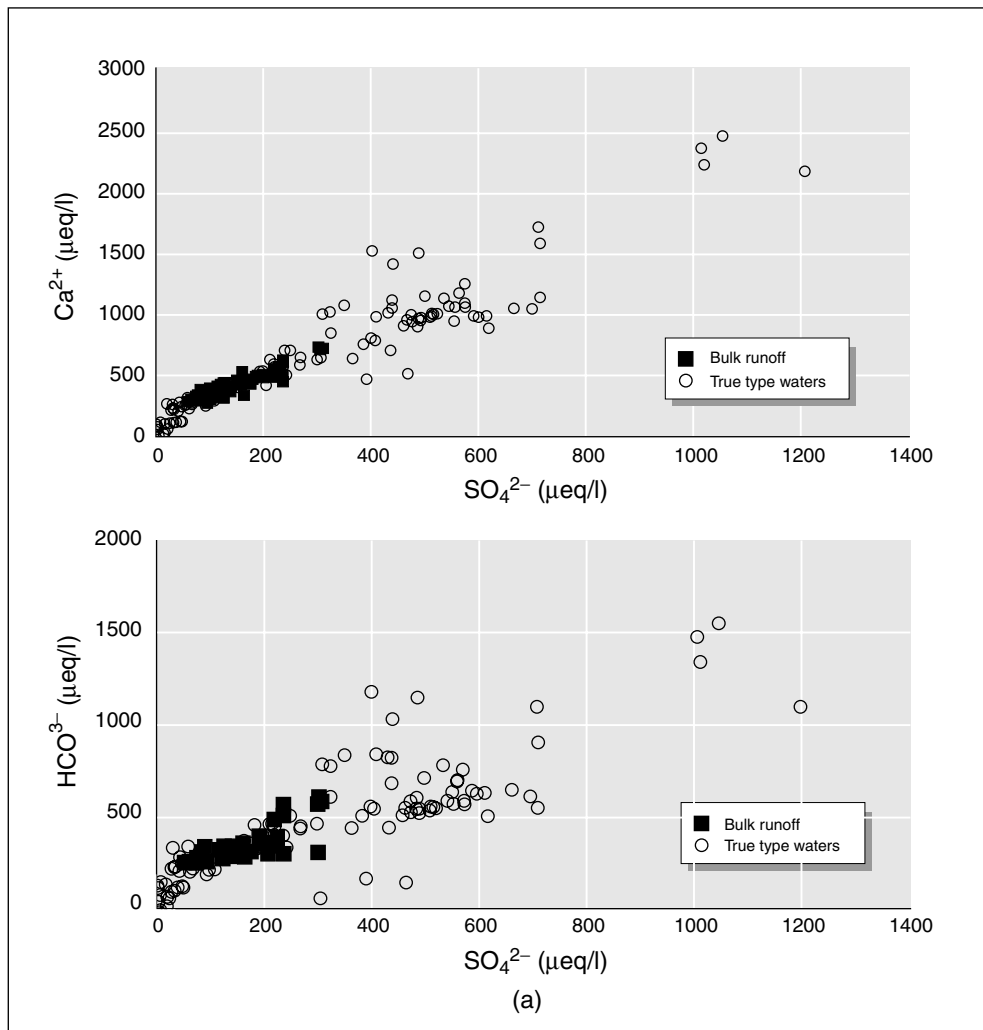 3000
2500
2000
1500
1000
500
0
Ca²⁺ (μeq/l)
Bulk runoff
True type waters
0 200 400 600 800 1000 1200 1400
SO₄²⁻ (μeq/l)
2000
1500
1000
500
0
HCO³⁻ (μeq/l)
Bulk runoff
True type waters
0 200 400 600 800 1000 1200 1400
SO₄²⁻ (μeq/l)
(a)